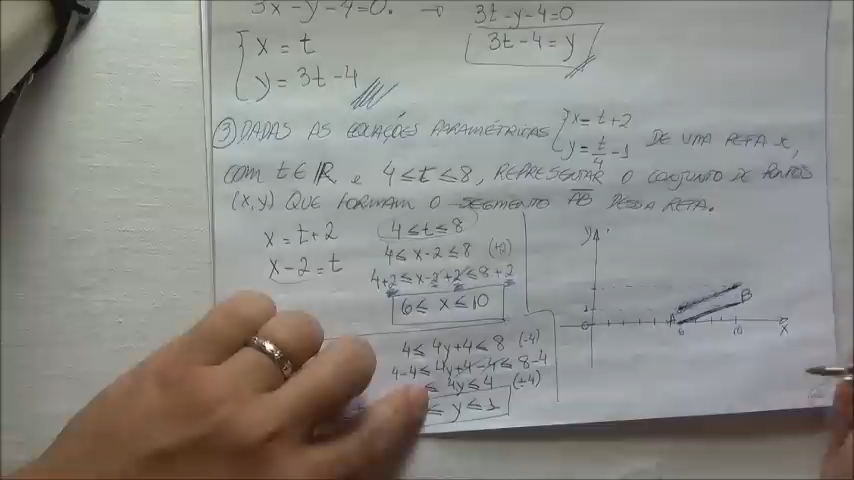 3x-y-4=0. → 3t-y-4=0
x = t
3t-4=y
y = 3t-4
③ DADAS AS EQUAÇÕES PARAMÉTRICAS { x = t+2
y = t/4 -1 DE UMA RETA r,
COM t∈ℝ e 4≤t≤8, REPRESENTAR O CONJUNTO DE PONTOS
(x,y) QUE FORMAM O SEGMENTO AB DESSA RETA.
x = t+2
x-2 = t
4≤t≤8
4≤x-2≤8 (+2)
4+2≤x-2+2≤8+2
6≤x≤10
4≤4y+4≤8 (-4)
4-4≤4y+4-4≤8-4
≤4y≤4 (÷4)
≤y≤1
y
A B
6 10 x